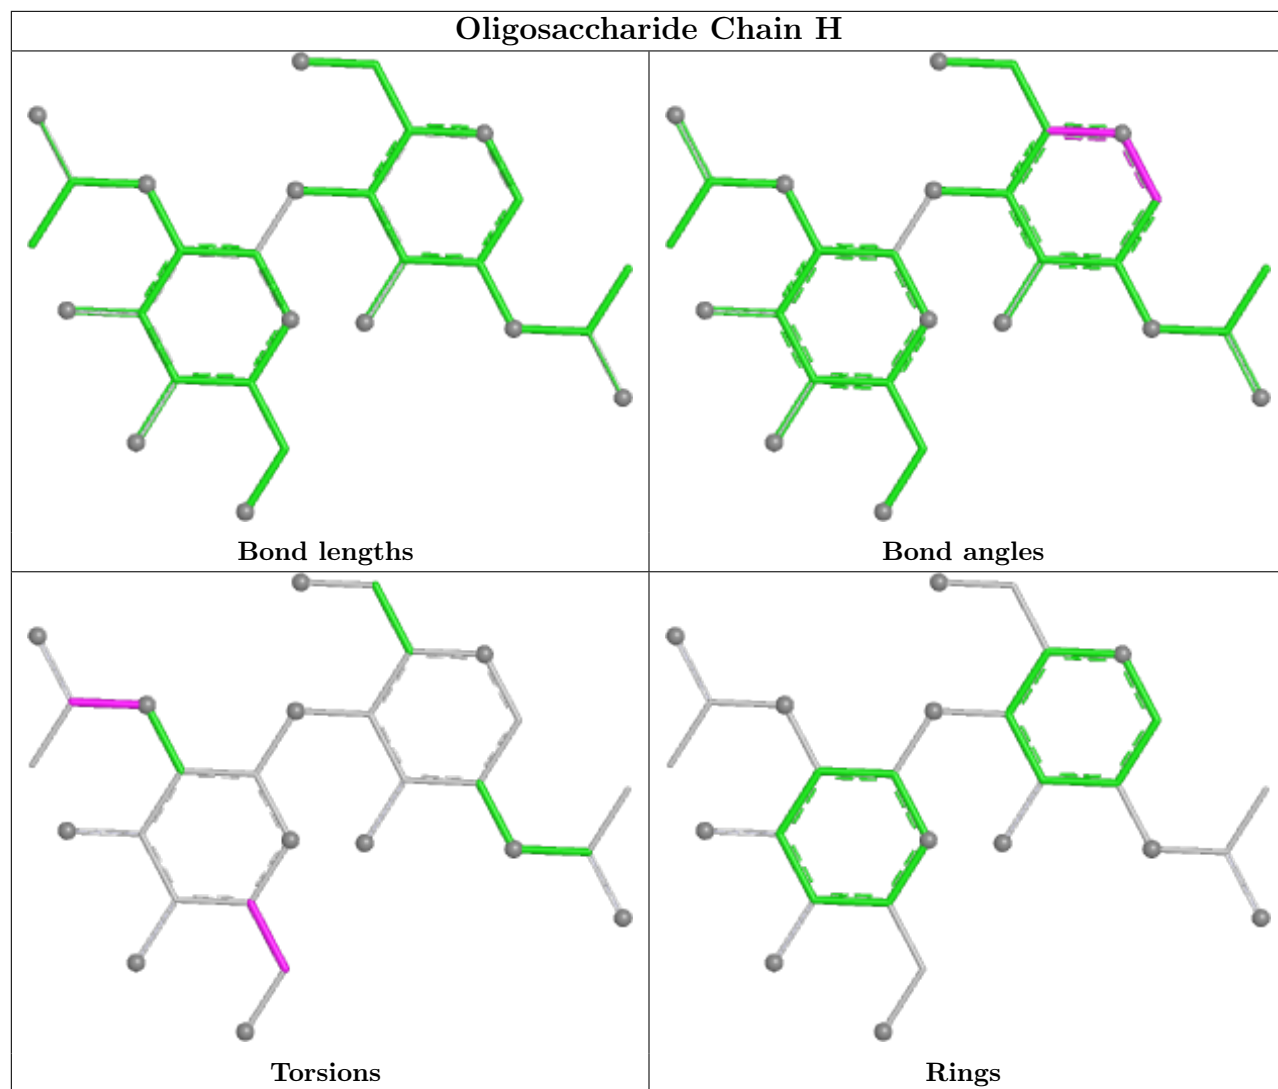 Oligosaccharide Chain H
Bond lengths
Bond angles
Torsions
Rings